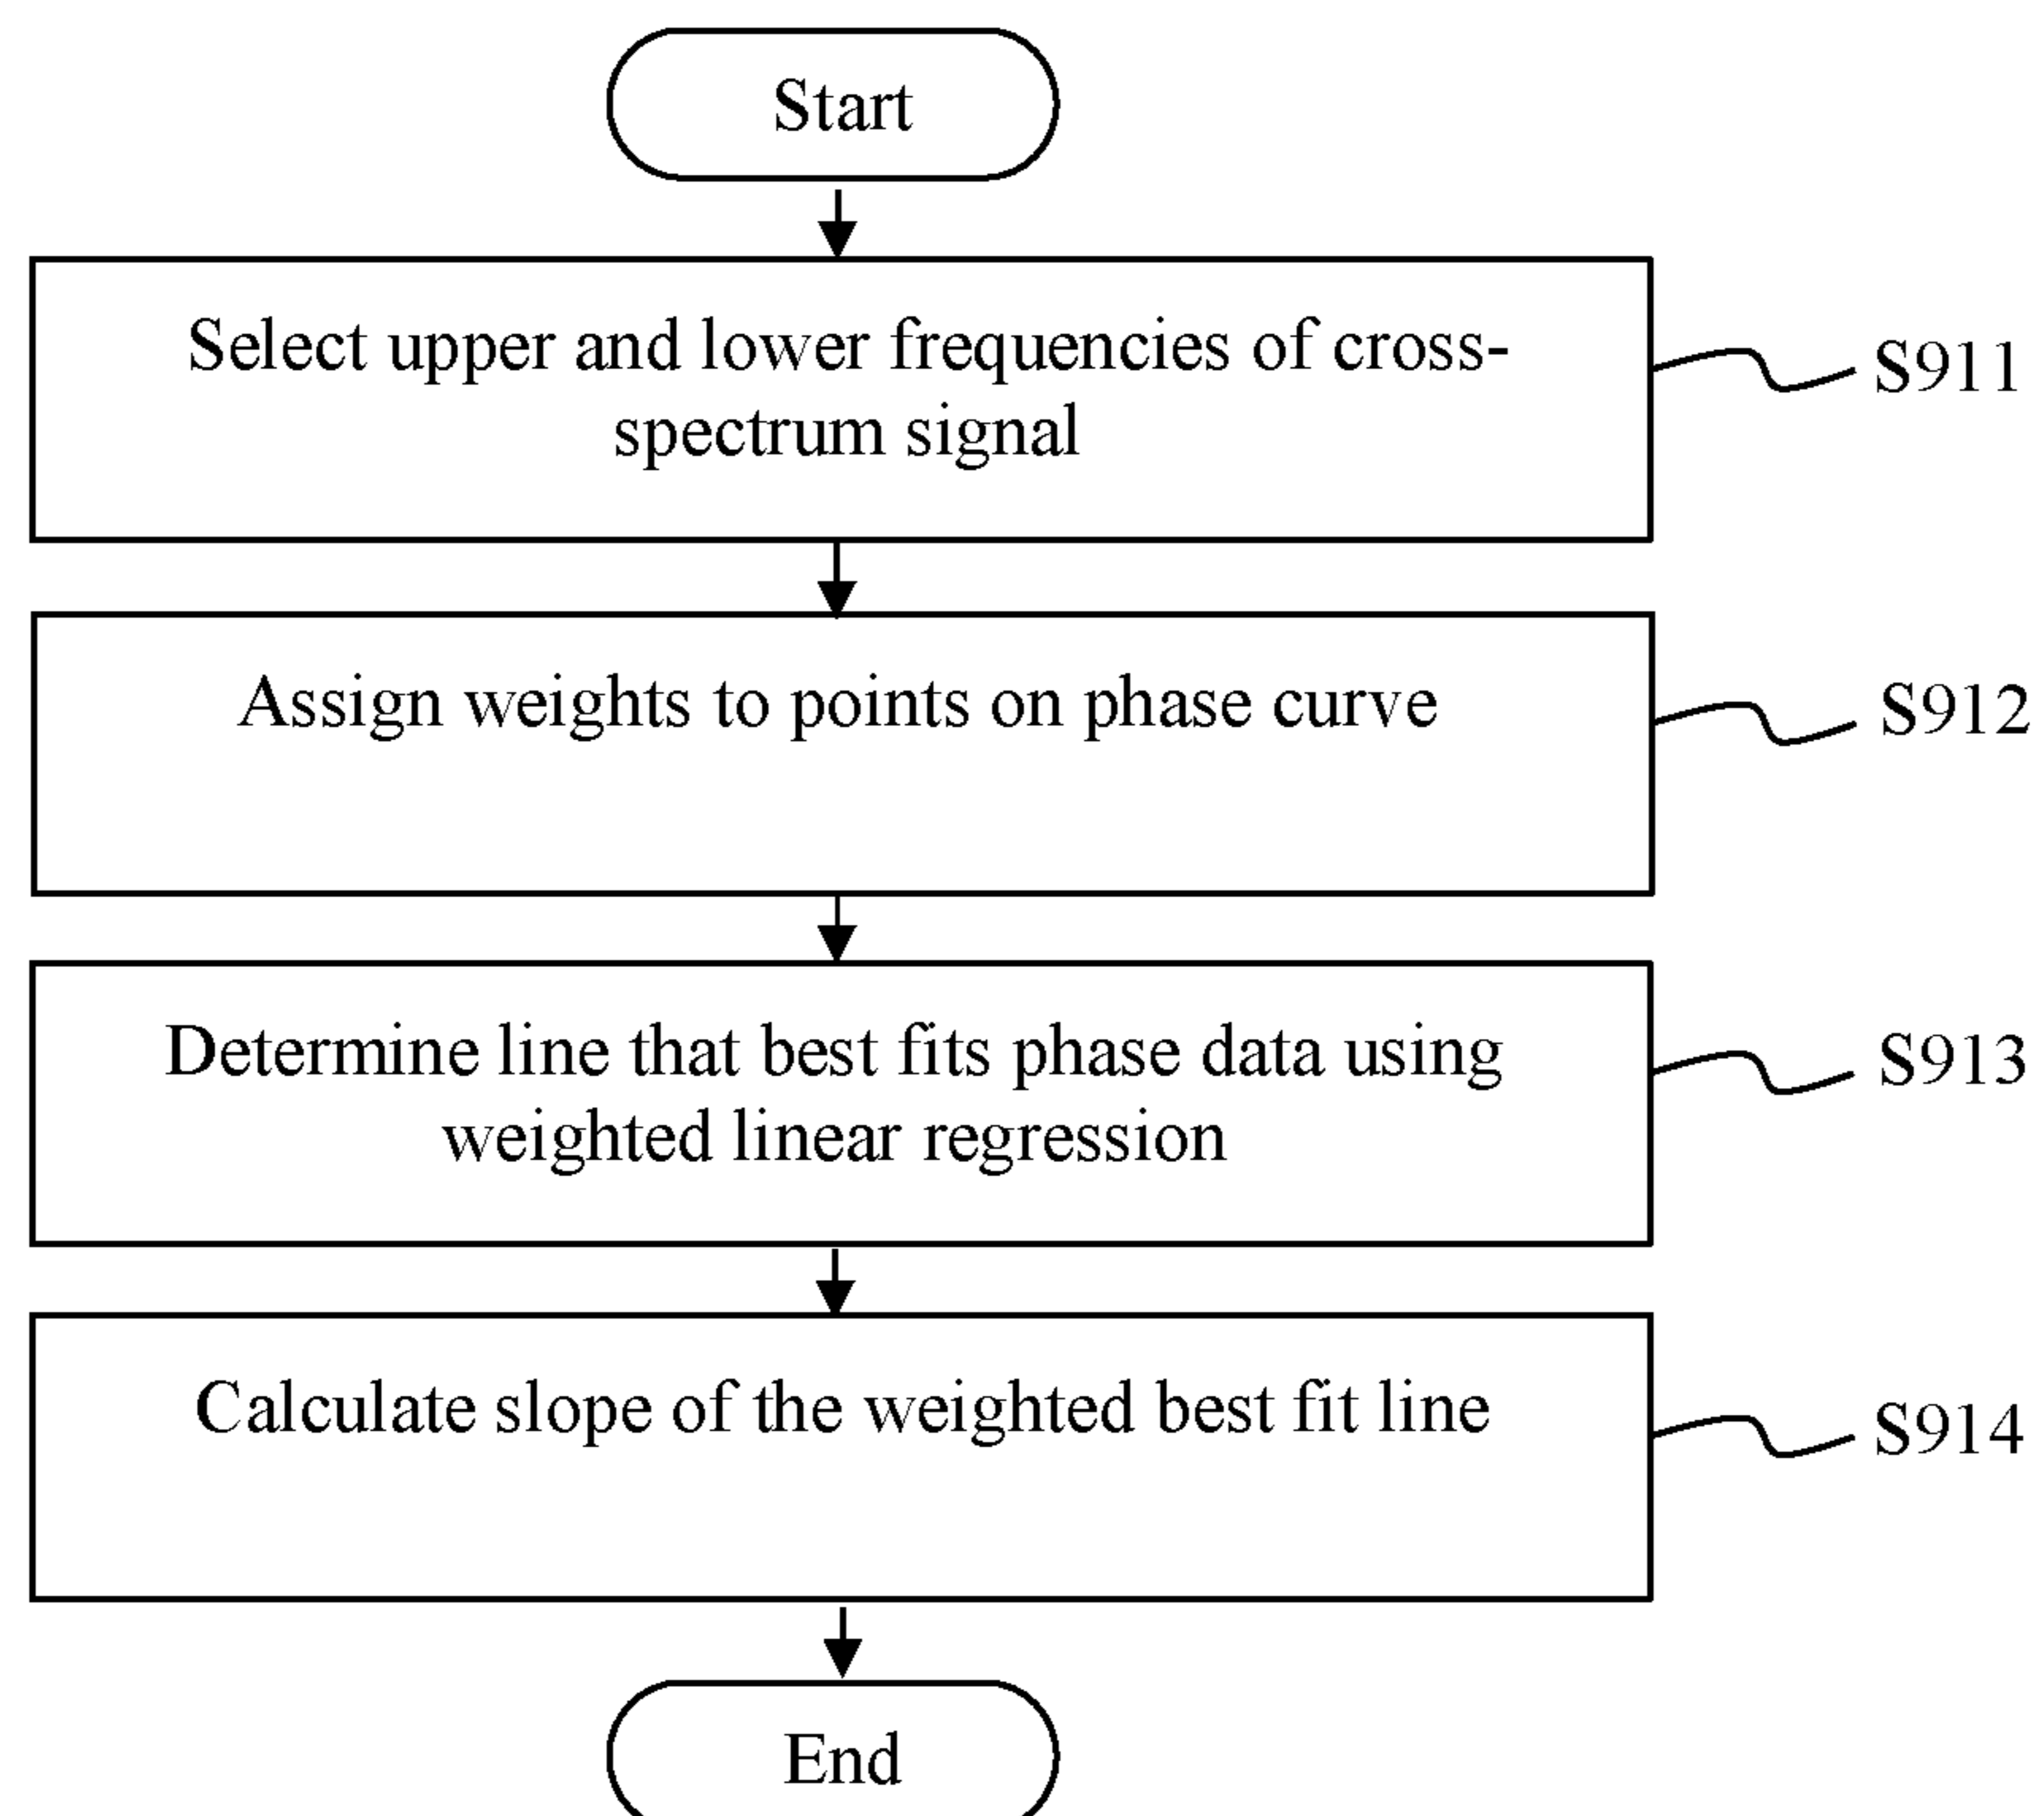 Start
Select upper and lower frequencies of cross-
spectrum signal
S911
Assign weights to points on phase curve
S912
Determine line that best fits phase data using
weighted linear regression
S913
Calculate slope of the weighted best fit line
S914
End